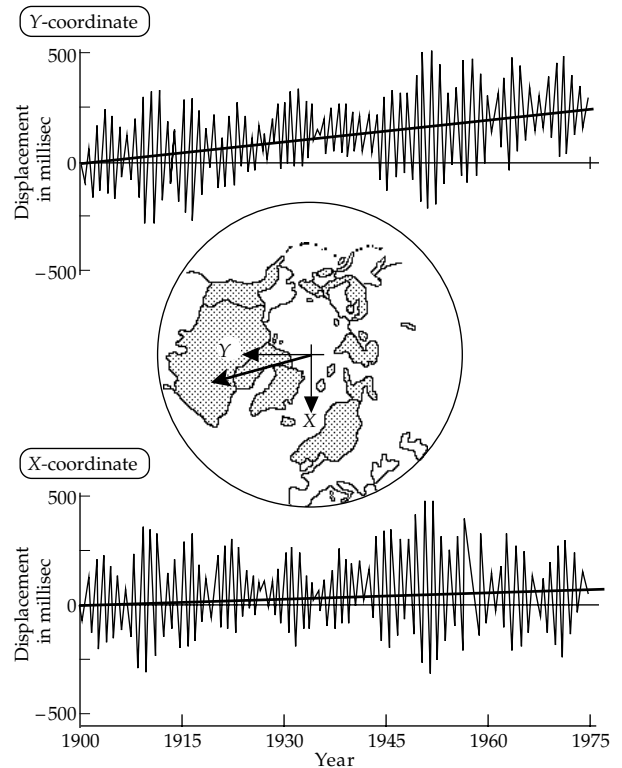 Y-coordinate
500
0
−500
Displacement
in millisec
Y
X
X-coordinate
500
0
−500
Displacement
in millisec
1900 1915 1930 1945 1960 1975
Year